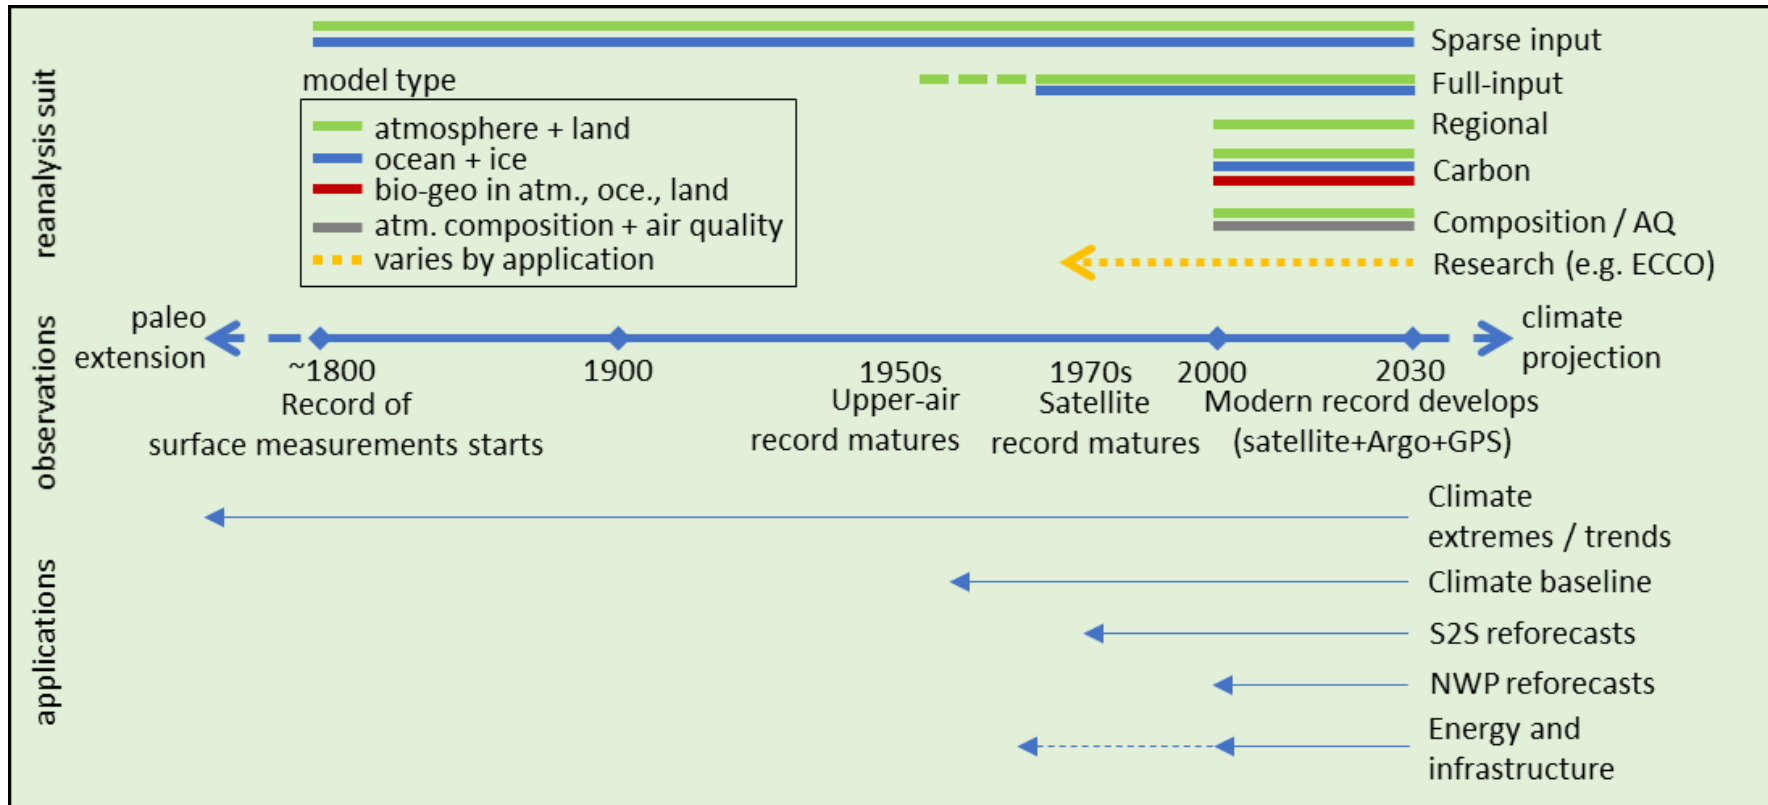 reanalysis suit
Sparse input
model type
Full-input
atmosphere + land
Regional
ocean + ice
Carbon
bio-geo in atm., oce., land
atm. composition + air quality
Composition / AQ
varies by application
Research (e.g. ECCO)
observations
paleo
extension
climate
projection
~1800
1900
1950s
1970s
2000
2030
Record of
surface measurements starts
Upper-air
record matures
Satellite
record matures
Modern record develops
(satellite+Argo+GPS)
applications
Climate
extremes / trends
Climate baseline
S2S reforecasts
NWP reforecasts
Energy and
infrastructure